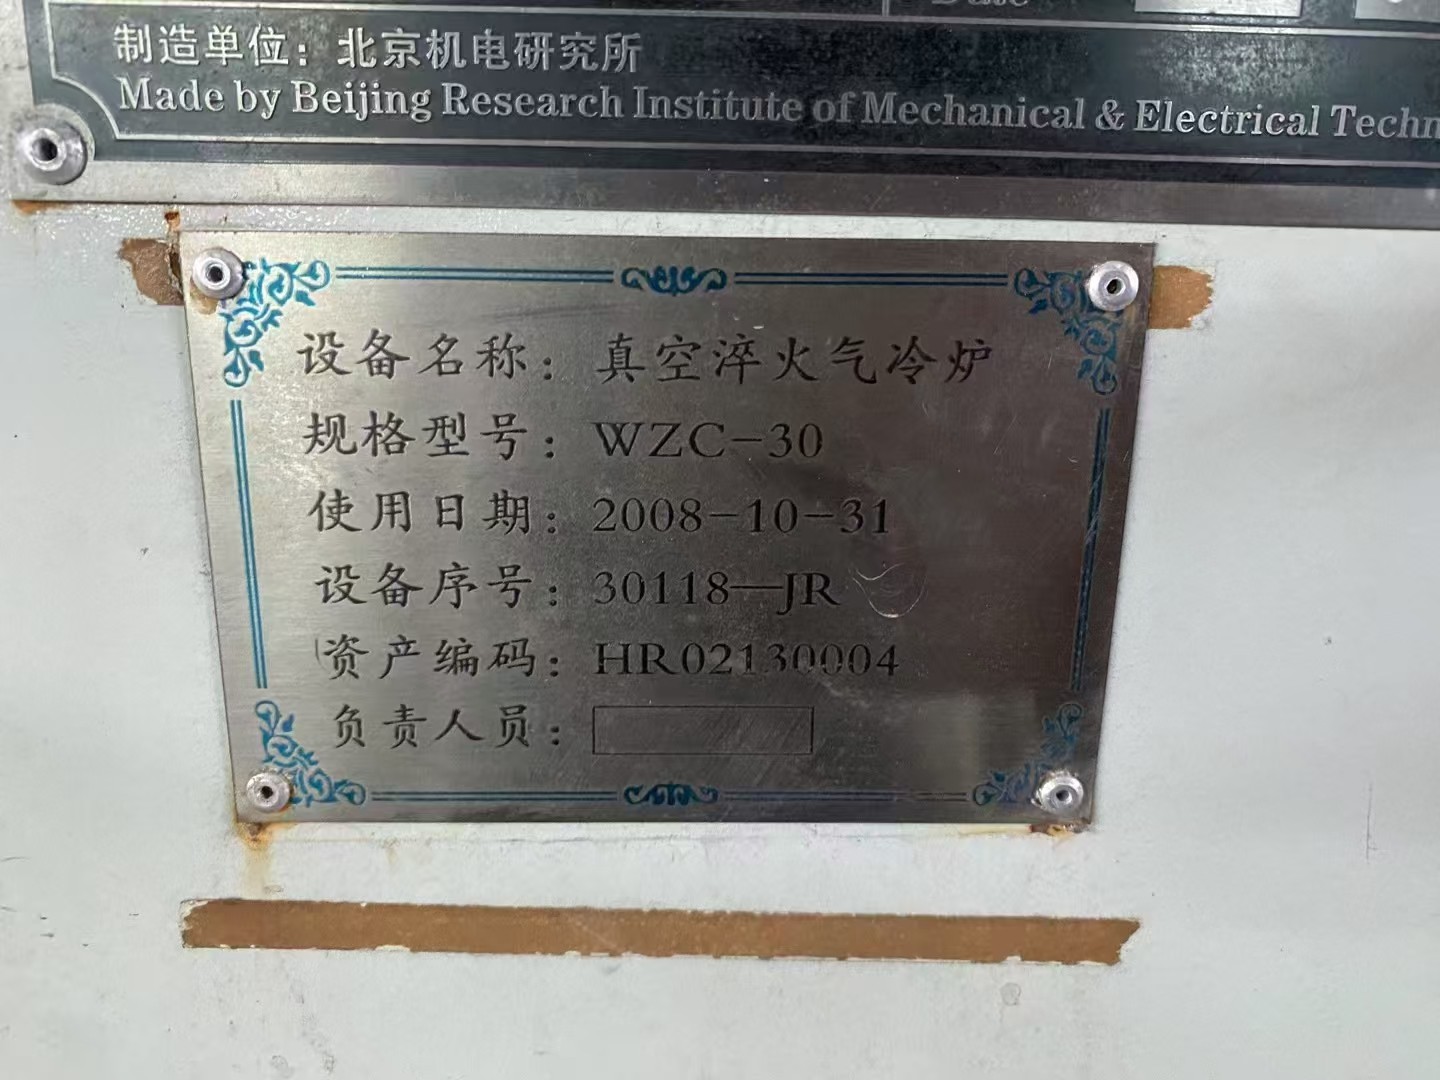 Date
制造单位：北京机电研究所
Made by Beijing Research Institute of Mechanical & Electrical Techn
设备名称：真空淬火气冷炉
规格型号：WZC-30
使用日期：2008-10-31
设备序号：30118—JR
资产编码：HR02130004
负责人员：